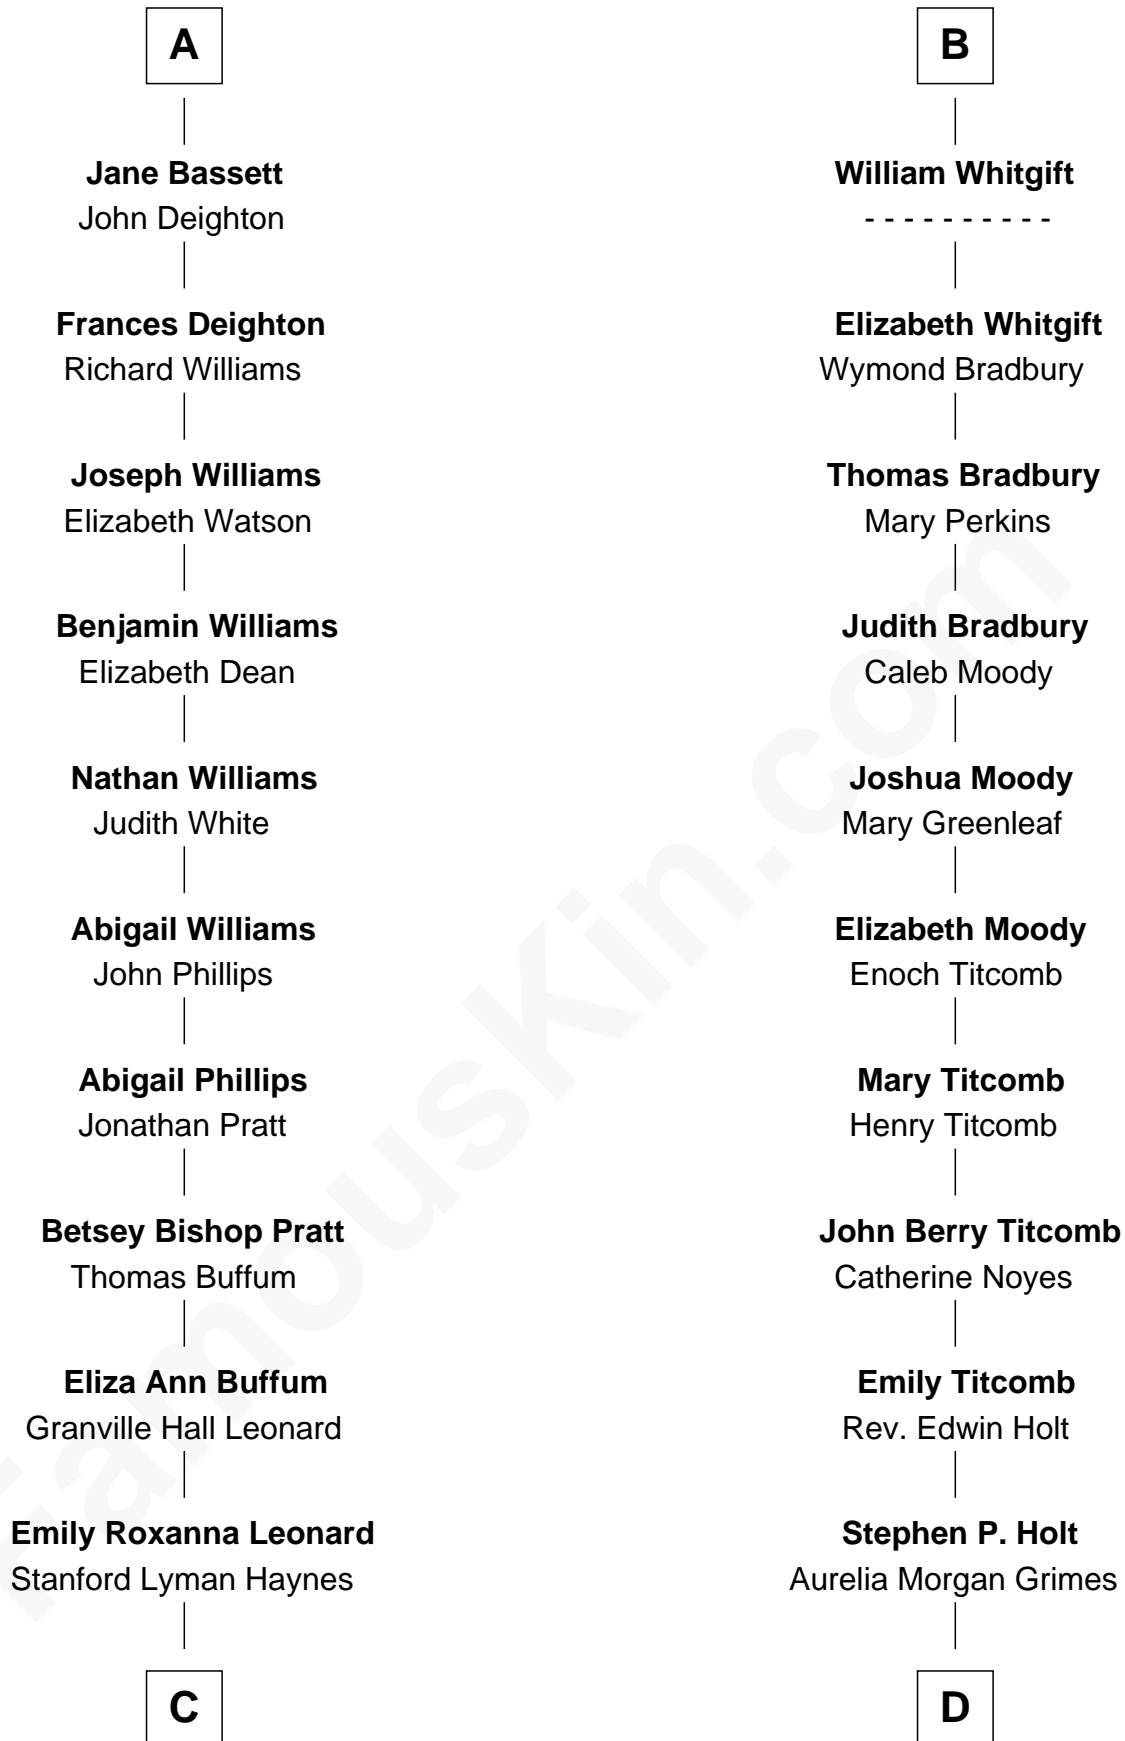 A
Jane Bassett
John Deighton
Frances Deighton
Richard Williams
Joseph Williams
Elizabeth Watson
Benjamin Williams
Elizabeth Dean
Nathan Williams
Judith White
Abigail Williams
John Phillips
Abigail Phillips
Jonathan Pratt
Betsey Bishop Pratt
Thomas Buffum
Eliza Ann Buffum
Granville Hall Leonard
Emily Roxanna Leonard
Stanford Lyman Haynes
C
B
William Whitgift
- - - - - - - - - -
Elizabeth Whitgift
Wymond Bradbury
Thomas Bradbury
Mary Perkins
Judith Bradbury
Caleb Moody
Joshua Moody
Mary Greenleaf
Elizabeth Moody
Enoch Titcomb
Mary Titcomb
Henry Titcomb
John Berry Titcomb
Catherine Noyes
Emily Titcomb
Rev. Edwin Holt
Stephen P. Holt
Aurelia Morgan Grimes
D
FamousKin.com